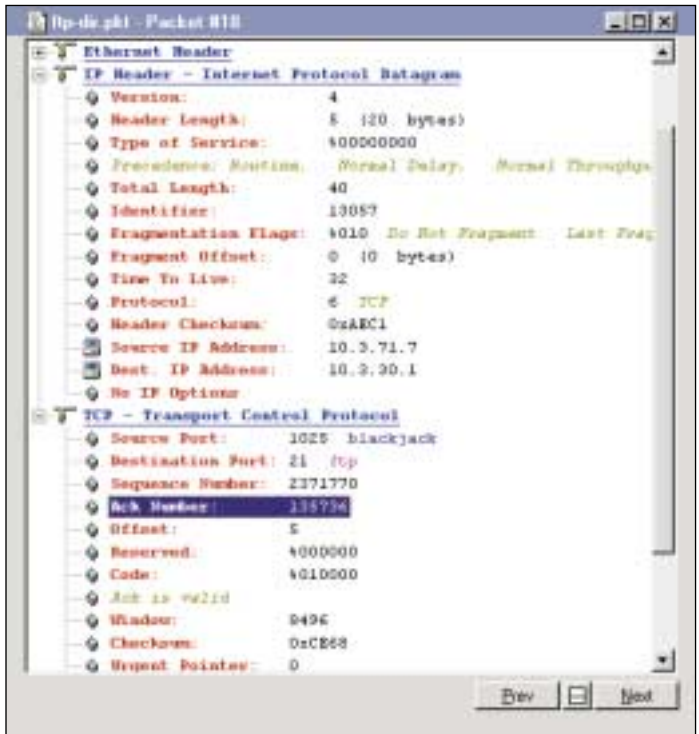 ftp-dir.pkt - Packet #18
Ethernet Header
IP Header - Internet Protocol Datagram
Version: 4
Header Length: 5 (20 bytes)
Type of Service: %00000000
Precedence: Routine, Normal Delay, Normal Throughpu
Total Length: 40
Identifier: 13057
Fragmentation Flags: %010 Do Not Fragment Last Frag
Fragment Offset: 0 (0 bytes)
Time To Live: 32
Protocol: 6 TCP
Header Checksum: 0xAEC1
Source IP Address: 10.3.71.7
Dest. IP Address: 10.3.30.1
No IP Options
TCP - Transport Control Protocol
Source Port: 1025 blackjack
Destination Port: 21 ftp
Sequence Number: 2371770
Ack Number:
Offset: 5
Reserved: %000000
Code: %010000
Ack is valid
Window: 8496
Checksum: 0xCE68
Urgent Pointer: 0
Prev
Next